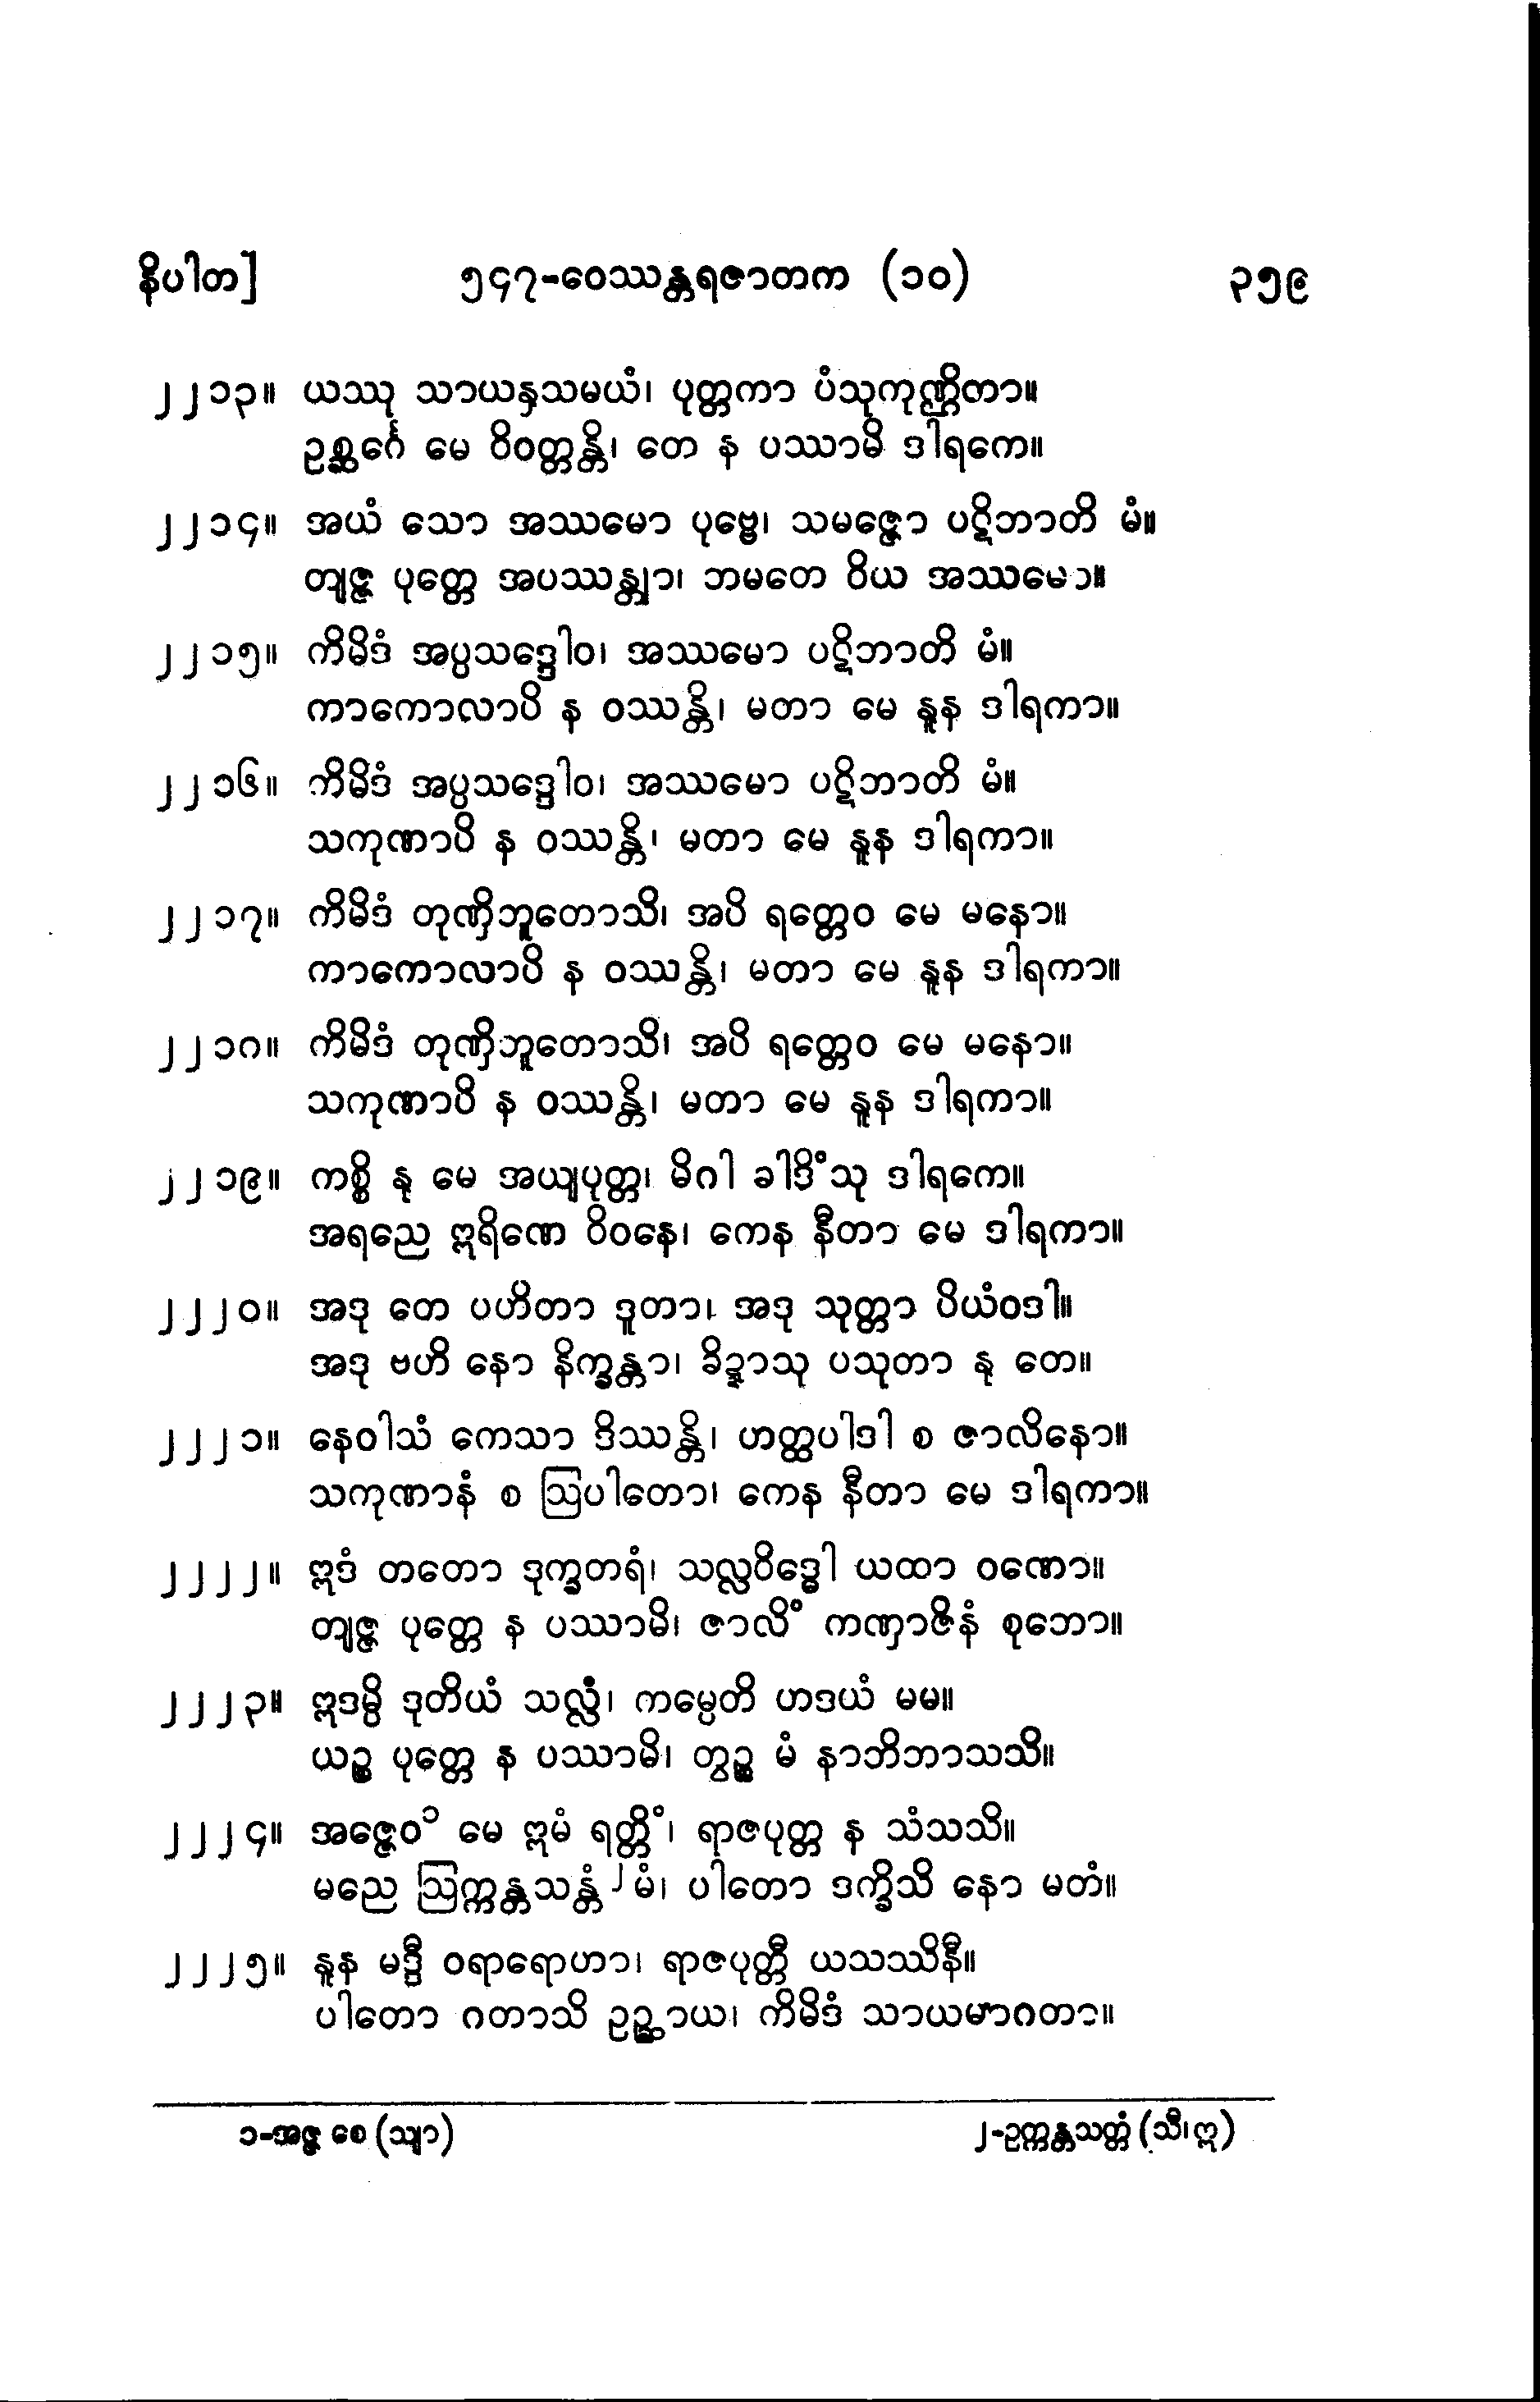 နိပါတ] ၅၄၇-ဝေဿန္တရဇာတက (၁၀) ၃၅၉
၂၂၁၃။ ယဿု သာယနှသမယံ၊ ပုတ္တကာ ပံသုကုဏ္ဌိတာ။
ဥစ္ဆင်္ဂေ မေ ဝိဝတ္တန္တိ၊ တေ န ပဿာမိ ဒါရကေ။
၂၂၁၄။ အယံ သော အဿမော ပုဗ္ဗေ၊ သမဇ္ဇော ပဋိဘာတိ မံ။
တျဇ္ဇ ပုတ္တေ အပဿန္တျာ၊ ဘမတေ ဝိယ အဿမော။
၂၂၁၅။ ကိမိဒံ အပ္ပသဒ္ဒေါဝ၊ အဿမော ပဋိဘာတိ မံ။
ကာကောလာပိ န ဝဿန္တိ၊ မတာ မေ နူန ဒါရကာ။
၂၂၁၆။ ကိမိဒံ အပ္ပသဒ္ဒေါဝ၊ အဿမော ပဋိဘာတိ မံ။
သကုဏာပိ န ဝဿန္တိ၊ မတာ မေ နူန ဒါရကာ။
၂၂၁၇။ ကိမိဒံ တုဏှိဘူတောသိ၊ အပိ ရတ္တေဝ မေ မနော။
ကာကောလာပိ န ဝဿန္တိ၊ မတာ မေ နူန ဒါရကာ။
၂၂၁၈။ ကိမိဒံ တုဏှိဘူတောသိ၊ အပိ ရတ္တေဝ မေ မနော။
သကုဏာပိ န ဝဿန္တိ၊ မတာ မေ နူန ဒါရကာ။
၂၂၁၉။ ကစ္စိ နု မေ အယျပုတ္တ၊ မိဂါ ခါဒိံသု ဒါရကေ။
အရညေ ဣရိဏေ ဝိဝနေ၊ ကေန နီတာ မေ ဒါရကာ။
၂၂၂၀။ အဒု တေ ပဟိတာ ဒူတာ၊ အဒု သုတ္တာ ပိယံဝဒါ။
အဒု ဗဟိ နော နိက္ခန္တာ၊ ခိဍ္ဍာသု ပသုတာ နု တေ။
၂၂၂၁။ နေဝါသံ ကေသာ ဒိဿန္တိ၊ ဟတ္ထပါဒါ စ ဇာလိနော။
သကုဏာနံ စ ဩပါတော၊ ကေန နီတာ မေ ဒါရကာ။
၂၂၂၂။ ဣဒံ တတော ဒုက္ခတရံ၊ သလ္လဝိဒ္ဓေါ ယထာ ဝဏော။
တျဇ္ဇ ပုတ္တေ န ပဿာမိ၊ ဇာလိံ ကဏှာဇိနံ စုဘော။
၂၂၂၃။ ဣဒမ္ပိ ဒုတိယံ သလ္လံ၊ ကမ္ပေတိ ဟဒယံ မမ။
ယဉ္စ ပုတ္တေ န ပဿာမိ၊ တွဉ္စ မံ နာဘိဘာသသိ။
၂၂၂၄။ အဇ္ဇေဝ၁ မေ ဣမံ ရတ္တိံ၊ ရာဇပုတ္တ န သံသသိ။
မညေ ဩက္ကန္တသန္တံ၂ မံ၊ ပါတော ဒက္ခိသိ နော မတံ။
၂၂၂၅။ နူန မဒ္ဒီ ဝရာရောဟာ၊ ရာဇပုတ္တီ ယသဿိနီ။
ပါတော ဂတာသိ ဥဉ္ဆာယ၊ ကိမိဒံ သာယမာဂတာ။
၁-အဇ္ဇ စေ (သျာ) ၂-ဥက္ကန္တသတ္တံ (သီ၊ ဣ)